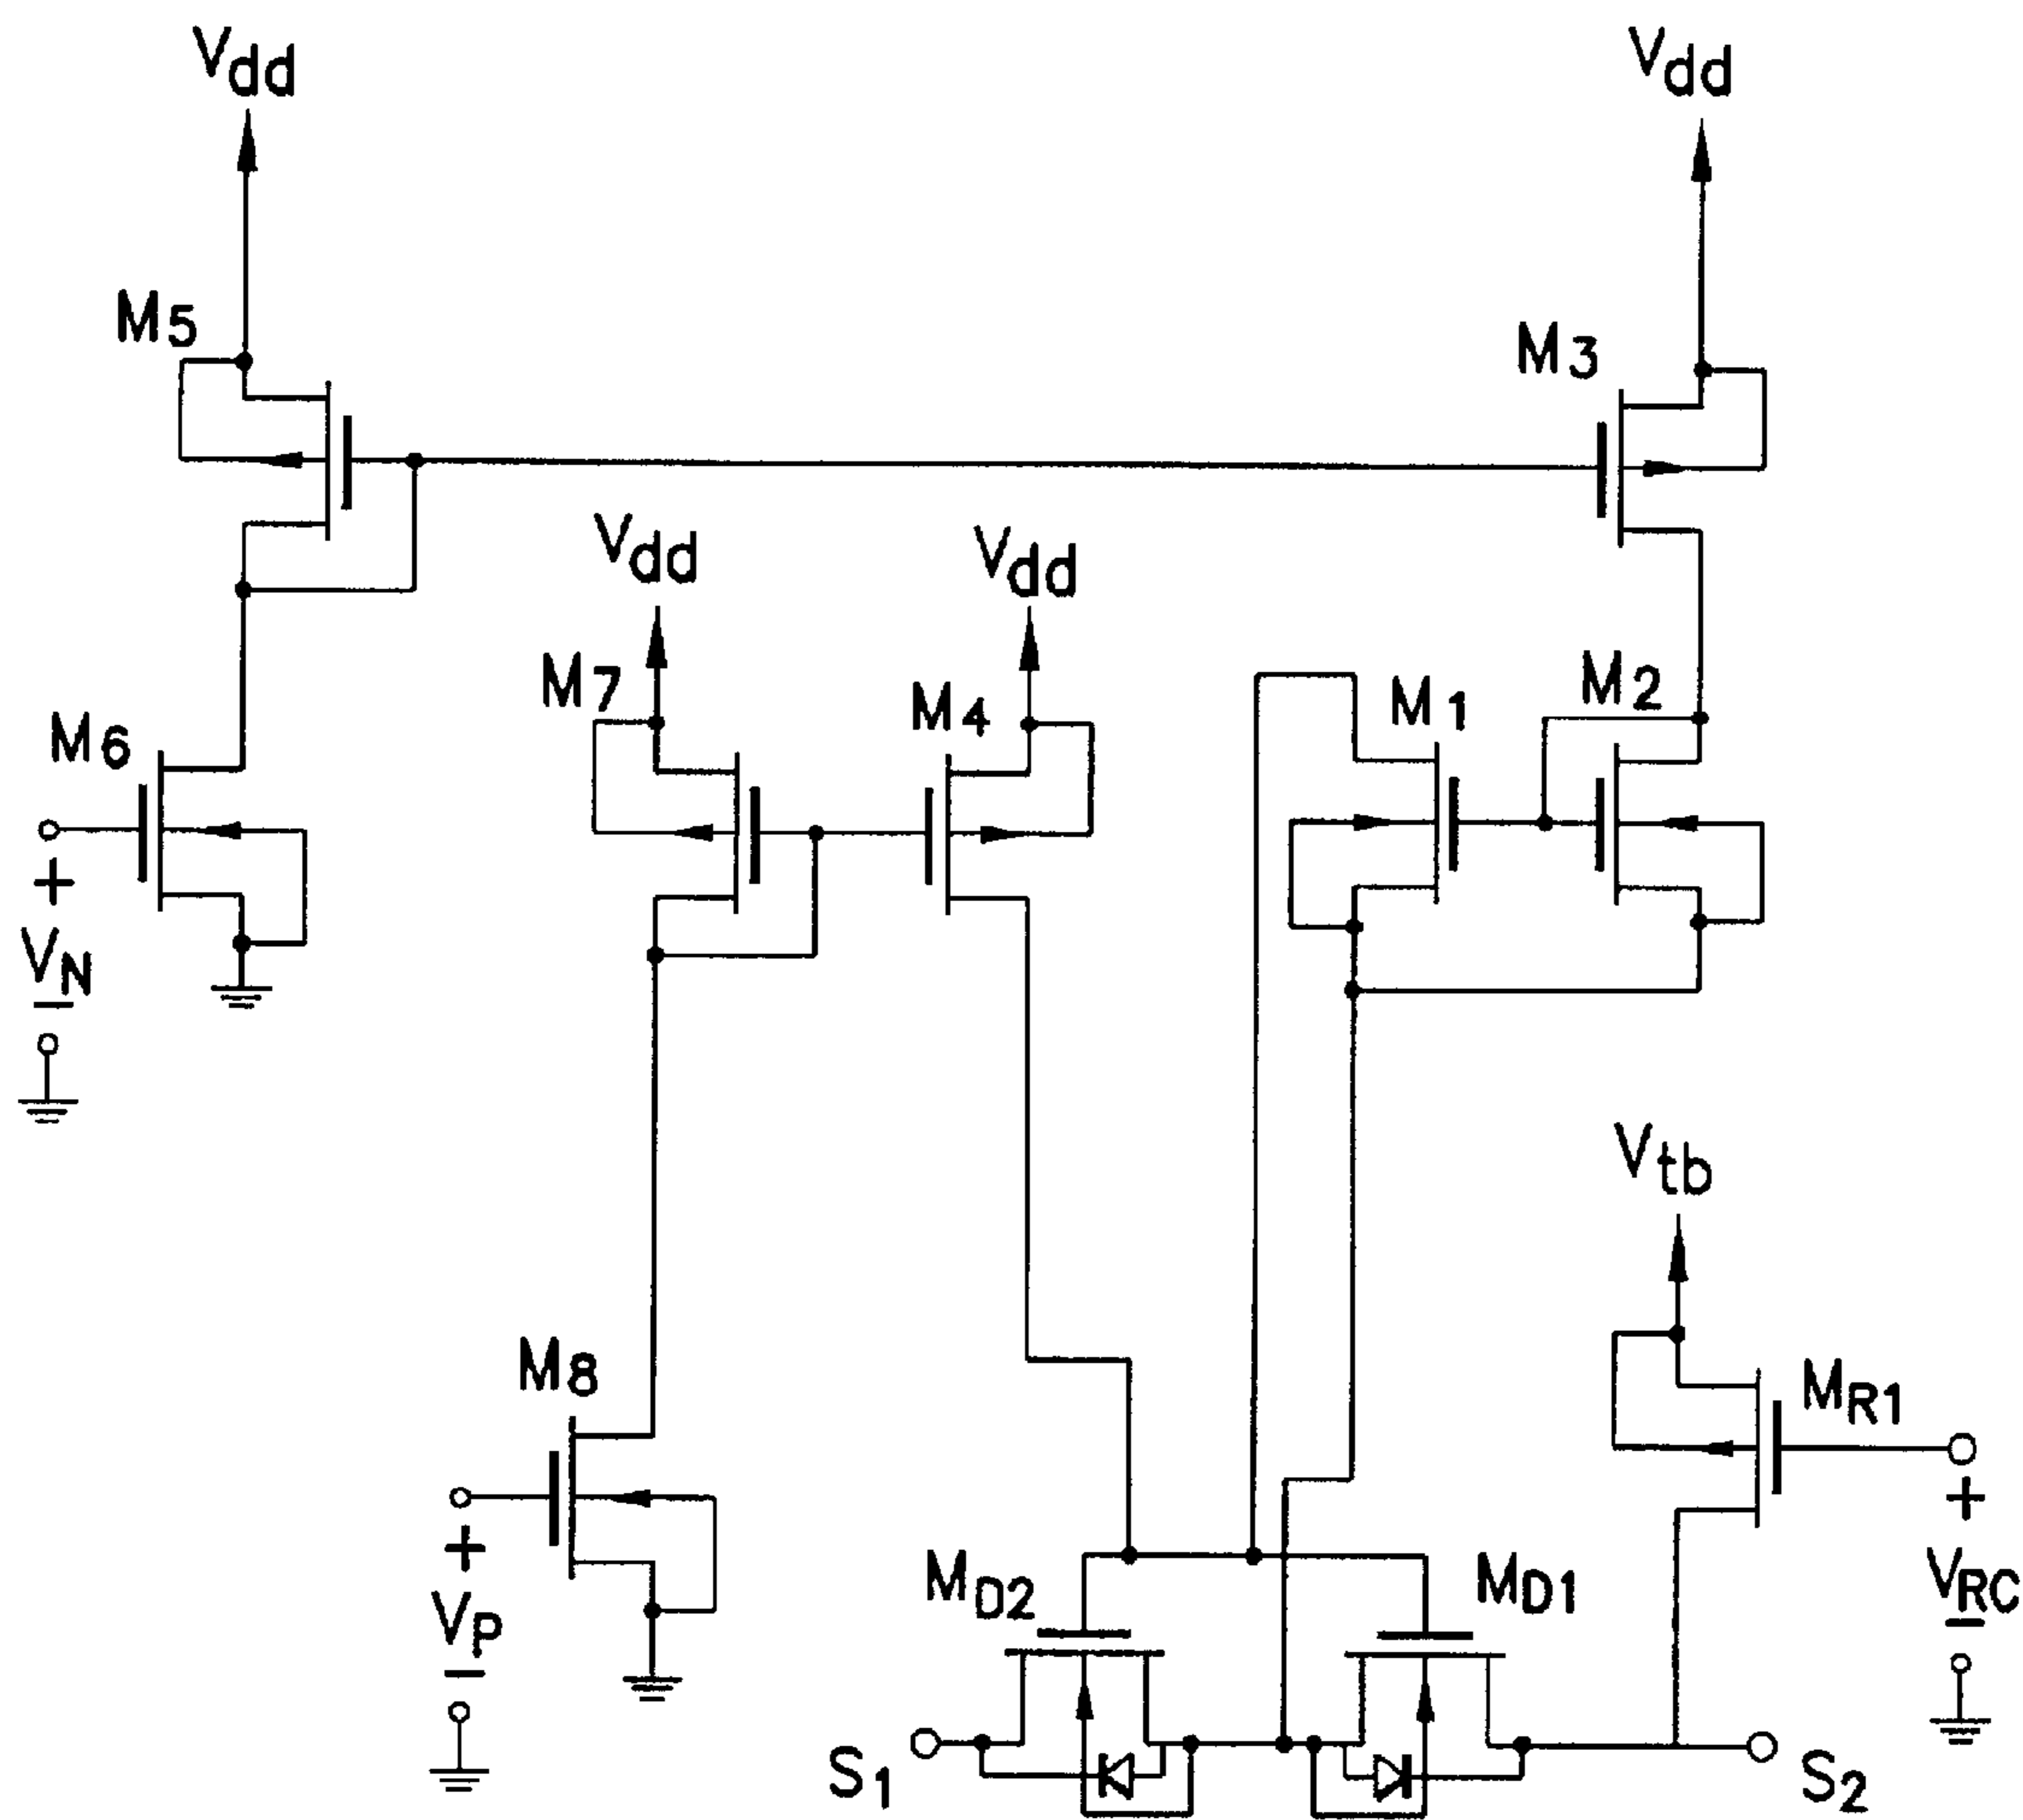 Vdd
Vdd
M5
M3
Vdd
Vdd
M7
M4
M1
M2
M6
+
VN
−
Vtb
M8
MR1
+
VP
−
MD2
MD1
+
VRC
−
S1
S2